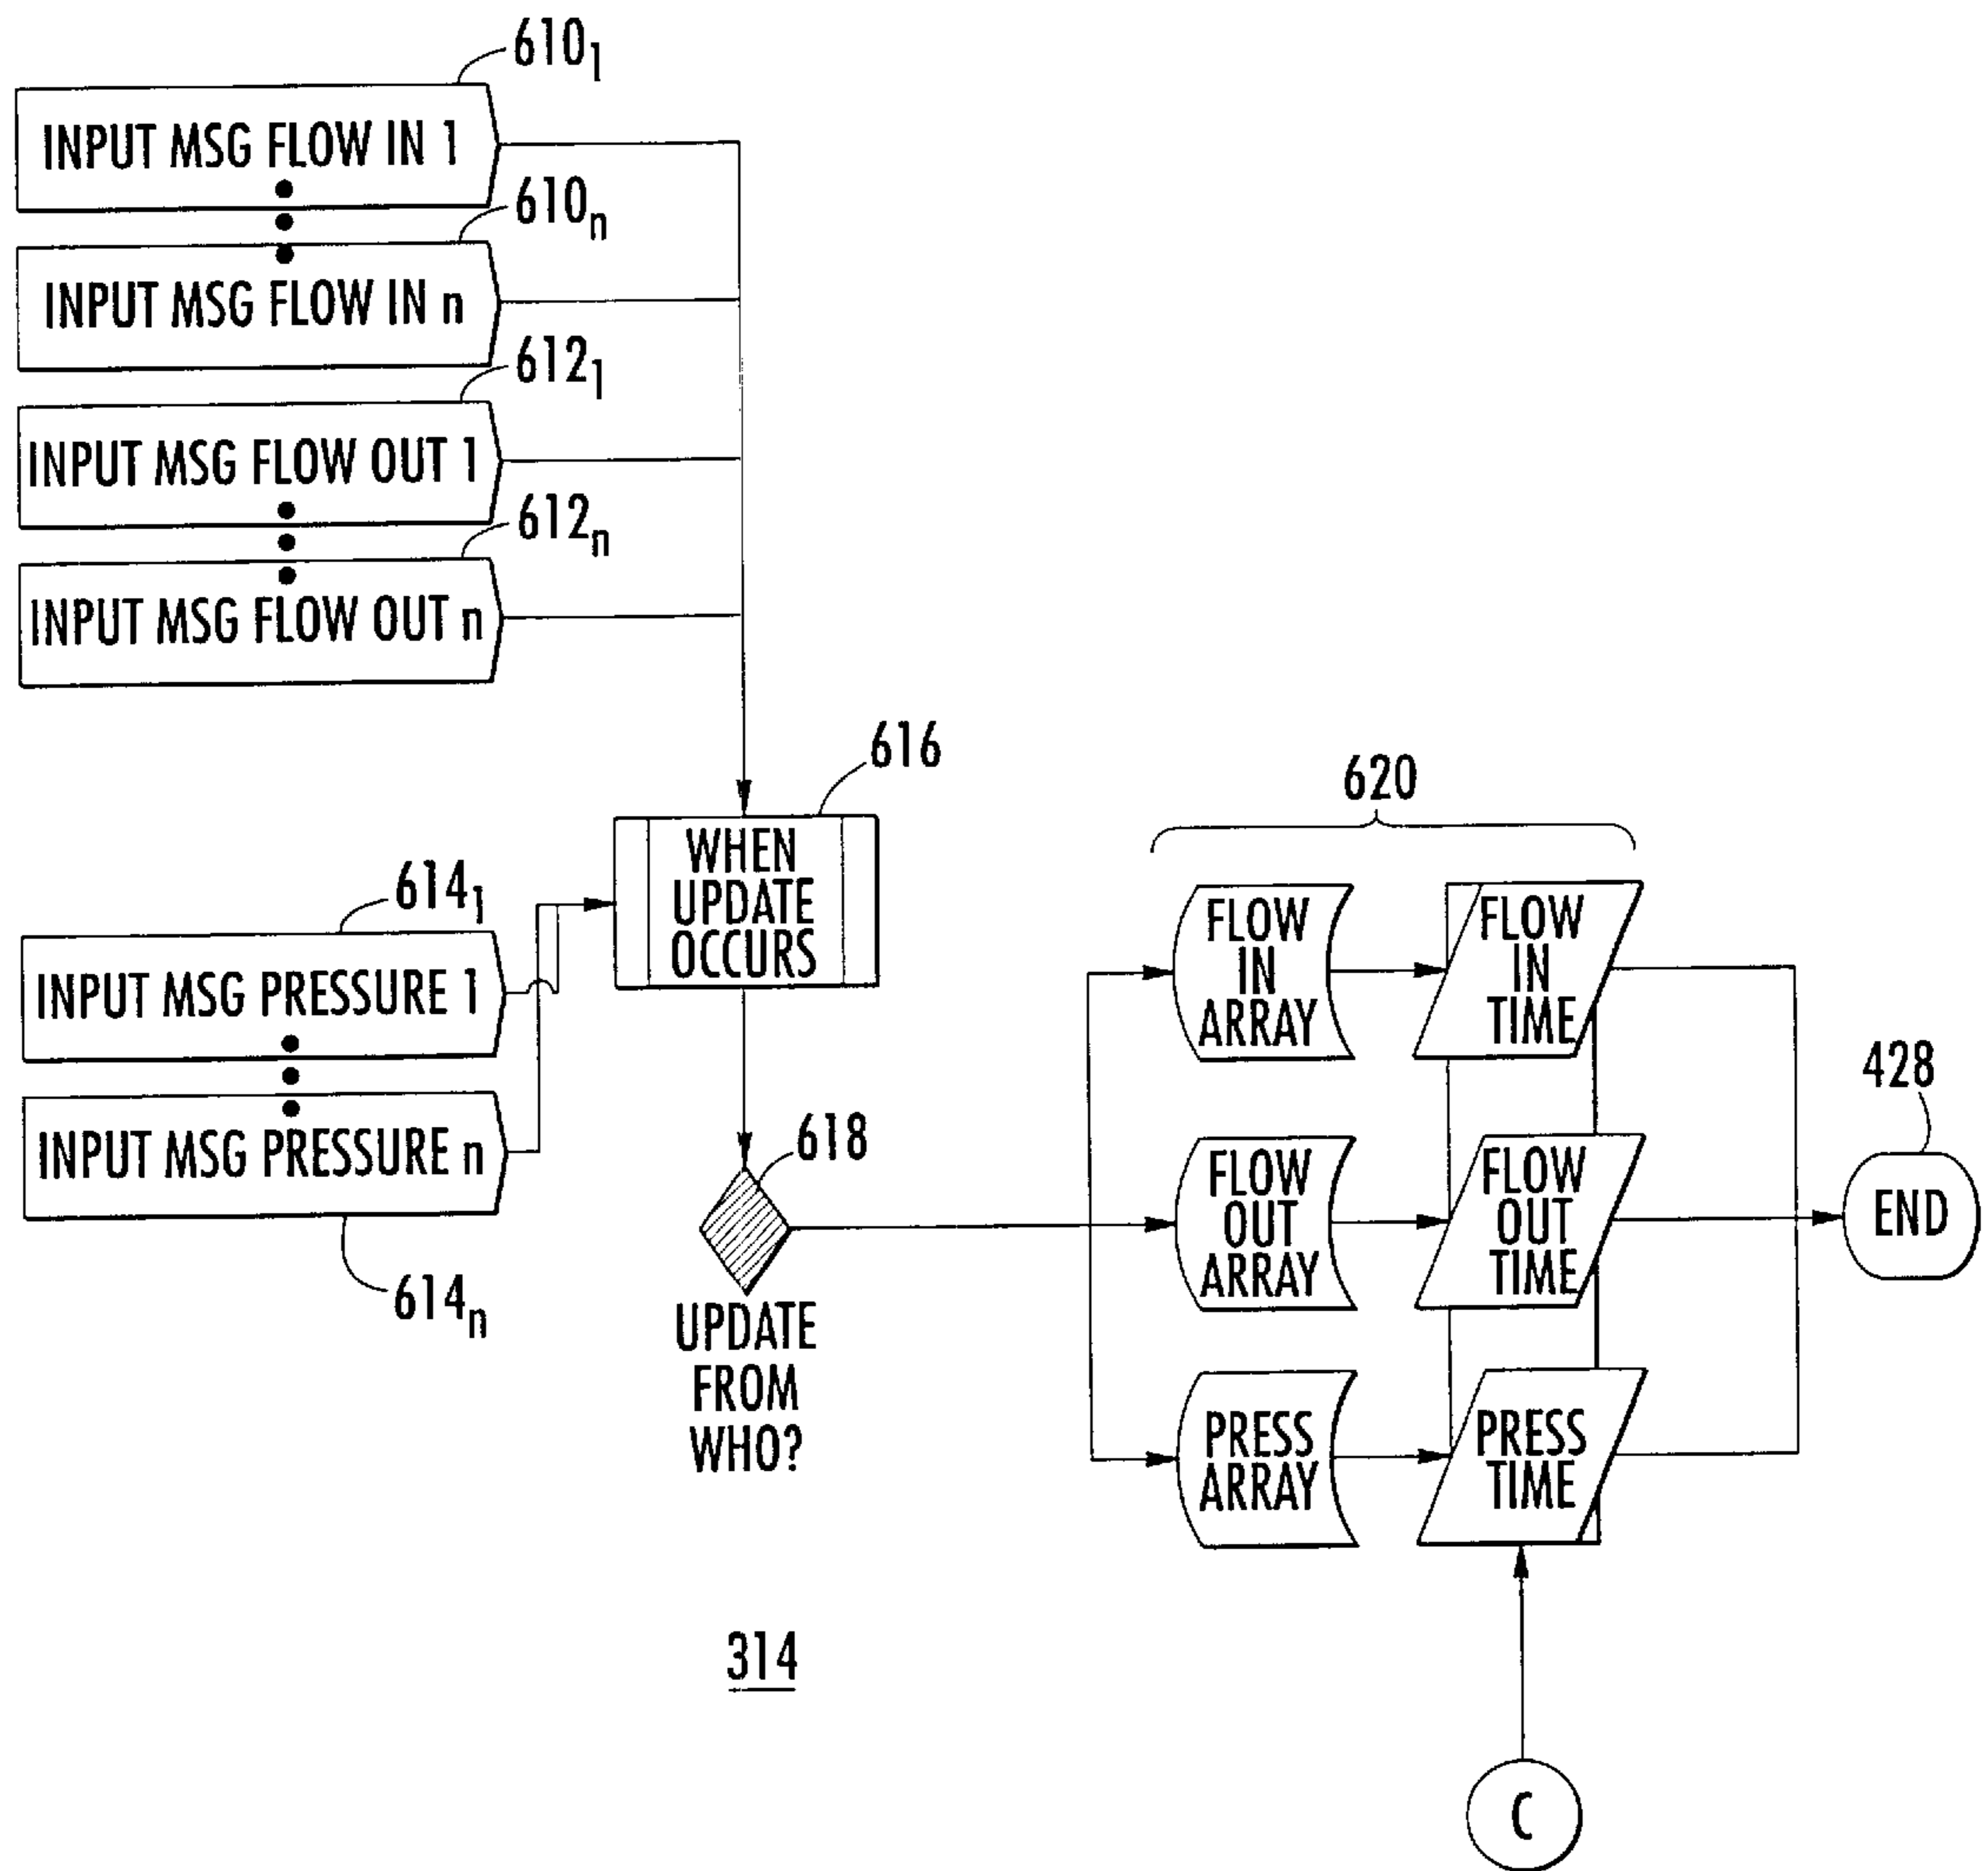 610₁
INPUT MSG FLOW IN 1
610ₙ
INPUT MSG FLOW IN n
612₁
INPUT MSG FLOW OUT 1
612ₙ
INPUT MSG FLOW OUT n
616
WHEN
UPDATE
OCCURS
614₁
INPUT MSG PRESSURE 1
INPUT MSG PRESSURE n
614ₙ
618
UPDATE
FROM
WHO?
620
FLOW
IN
ARRAY
FLOW
IN
TIME
FLOW
OUT
ARRAY
FLOW
OUT
TIME
PRESS
ARRAY
PRESS
TIME
428
END
314
C